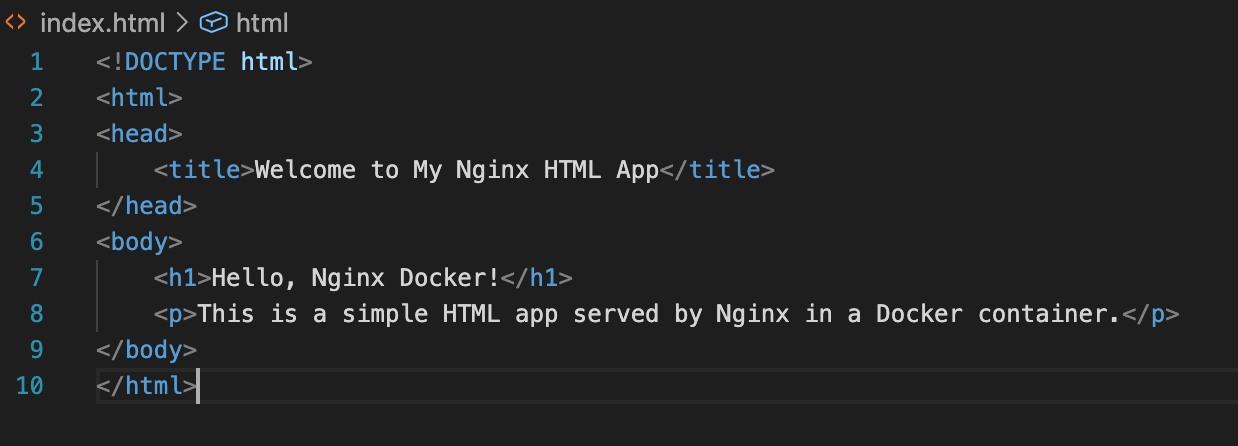 index.html > html
1 <!DOCTYPE html>
2 <html>
3 <head>
4     <title>Welcome to My Nginx HTML App</title>
5 </head>
6 <body>
7     <h1>Hello, Nginx Docker!</h1>
8     <p>This is a simple HTML app served by Nginx in a Docker container.</p>
9 </body>
10 </html>